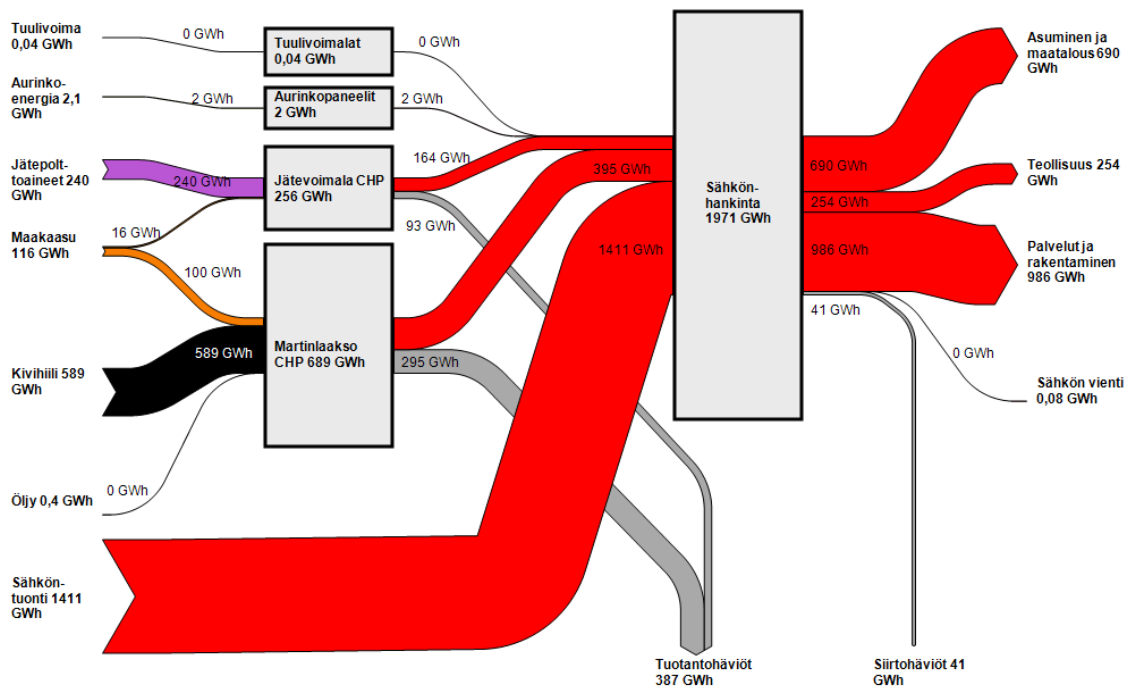 Tuulivoima
0,04 GWh
0 GWh
Tuulivoimalat
0,04 GWh
0 GWh
Aurinko-
energia 2,1
GWh
2 GWh
Aurinkopaneelit
2 GWh
2 GWh
Jätepolt-
toaineet 240
GWh
240 GWh
Jätevoimala CHP
256 GWh
164 GWh
93 GWh
Maakaasu
116 GWh
16 GWh
100 GWh
Kivihiili 589
GWh
589 GWh
Martinlaakso
CHP 689 GWh
395 GWh
295 GWh
Öljy 0,4 GWh
0 GWh
Sähkön-
tuonti 1411
GWh
1411 GWh
Sähkön-
hankinta
1971 GWh
690 GWh
254 GWh
986 GWh
41 GWh
0 GWh
Asuminen ja
maatalous 690
GWh
Teollisuus 254
GWh
Palvelut ja
rakentaminen
986 GWh
Sähkön vienti
0,08 GWh
Tuotantohäviöt
387 GWh
Siirtohäviöt 41
GWh